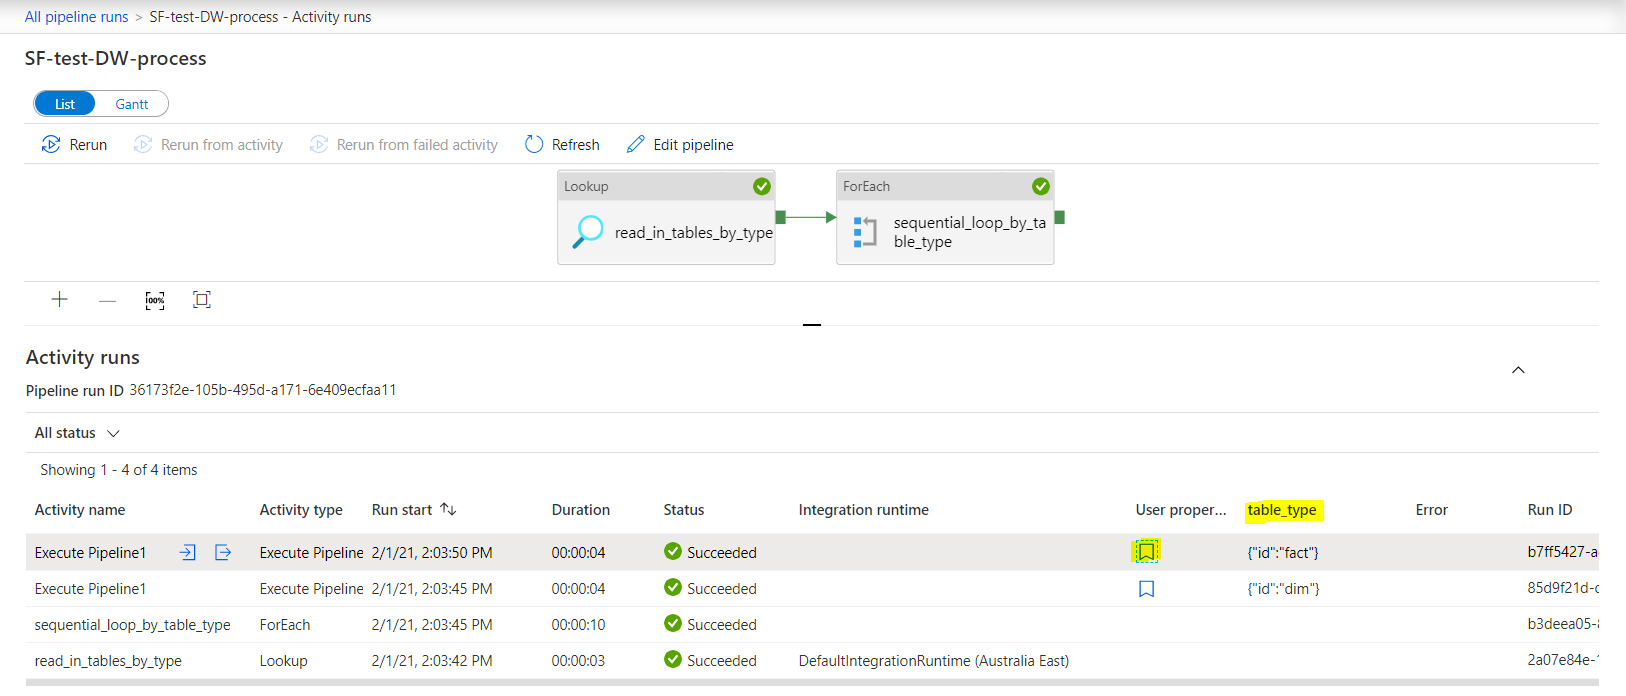 All pipeline runs > SF-test-DW-process - Activity runs
SF-test-DW-process
List Gantt
Rerun Rerun from activity Rerun from failed activity Refresh Edit pipeline
Lookup
read_in_tables_by_type
ForEach
sequential_loop_by_ta
ble_type
100%
Activity runs
Pipeline run ID 36173f2e-105b-495d-a171-6e409ecfaa11
All status
Showing 1 - 4 of 4 items
Activity name Activity type Run start Duration Status Integration runtime User proper... table_type Error Run ID
Execute Pipeline1 Execute Pipeline 2/1/21, 2:03:50 PM 00:00:04 Succeeded {"id":"fact"} b7ff5427-a
Execute Pipeline1 Execute Pipeline 2/1/21, 2:03:45 PM 00:00:04 Succeeded {"id":"dim"} 85d9f21d-c
sequential_loop_by_table_type ForEach 2/1/21, 2:03:45 PM 00:00:10 Succeeded b3deea05-8
read_in_tables_by_type Lookup 2/1/21, 2:03:42 PM 00:00:03 Succeeded DefaultIntegrationRuntime (Australia East) 2a07e84e-1